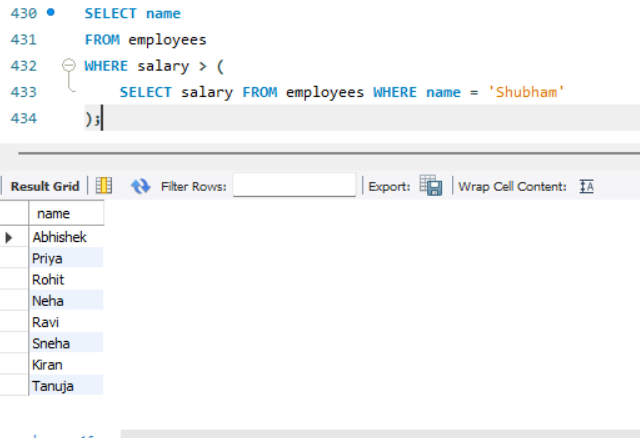 430 SELECT name
431 FROM employees
432 WHERE salary > (
433 SELECT salary FROM employees WHERE name = 'Shubham'
434 );
Result Grid Filter Rows: Export: Wrap Cell Content: IA
name
Abhishek
Priya
Rohit
Neha
Ravi
Sneha
Kiran
Tanuja